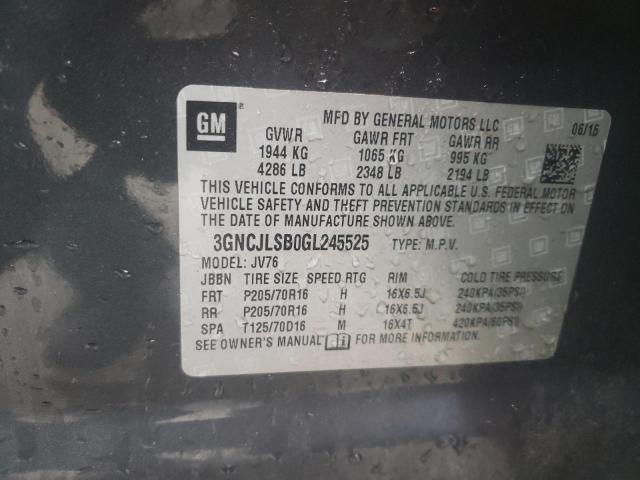 GM ®
MFD BY GENERAL MOTORS LLC 06/16
GVWR GAWR FRT GAWR RR
1944 KG 1065 KG 995 KG
4286 LB 2348 LB 2194 LB
THIS VEHICLE CONFORMS TO ALL APPLICABLE U.S. FEDERAL MOTOR
VEHICLE SAFETY AND THEFT PREVENTION STANDARDS IN EFFECT ON
THE DATE OF MANUFACTURE SHOWN ABOVE.
3GNCJLSB0GL245525 TYPE: M.P.V.
MODEL: JV76
JBBN TIRE SIZE SPEED RTG RIM COLD TIRE PRESSURE
FRT P205/70R16 H 16X6.5J 240KPA(35PSI)
RR P205/70R16 H 16X6.5J 240KPA(35PSI)
SPA T125/70D16 M 16X4T 420KPA(60PSI)
SEE OWNER'S MANUAL FOR MORE INFORMATION.